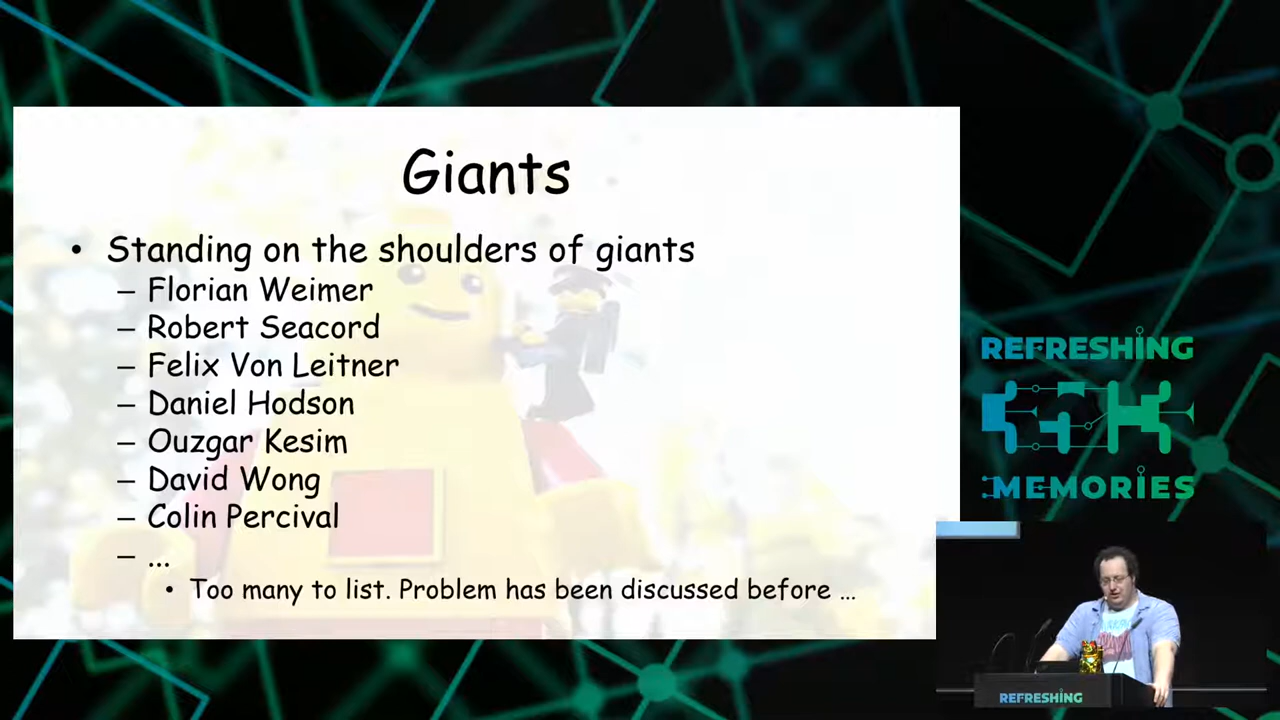 Giants
• Standing on the shoulders of giants
– Florian Weimer
– Robert Seacord
– Felix Von Leitner
– Daniel Hodson
– Ouzgar Kesim
– David Wong
– Colin Percival
– ...
• Too many to list. Problem has been discussed before ...
REFRESHING
:MEMORIES
REFRESHING